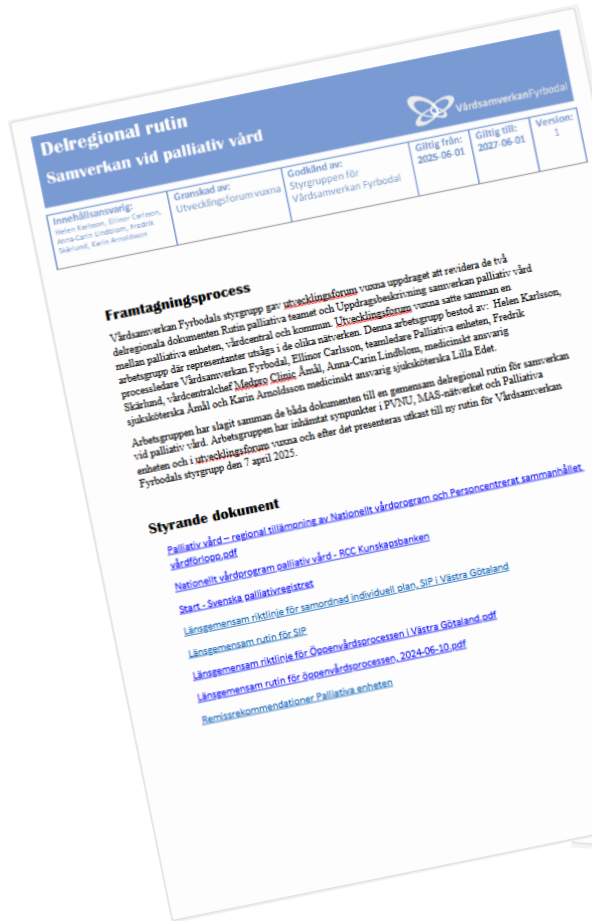 Delregional rutin
Samverkan vid palliativ vård
VårdsamverkanFyrbodal
Innehållsansvarig:
Helen Karlsson, Ellinor Carlsson,
Anna-Carin Lindblom, Fredrik
Skärlund, Karin Arnoldsson
Granskad av:
Utvecklingsforum vuxna
Godkänd av:
Styrgruppen för
Vårdsamverkan Fyrbodal
Giltig från:
2025-06-01
Giltig till:
2027-06-01
Version:
1
Framtagningsprocess
Vårdsamverkan Fyrbodals styrgrupp gav utvecklingsforum vuxna uppdraget att revidera de två
delregionala dokumenten Rutin palliativa teamet och Uppdragsbeskrivning samverkan palliativ vård
mellan palliativa enheten, vårdcentral och kommun. Utvecklingsforum vuxna satte samman en
arbetsgrupp där representanter utsågs i de olika nätverken. Denna arbetsgrupp bestod av: Helen Karlsson,
processledare Vårdsamverkan Fyrbodal, Ellinor Carlsson, teamledare Palliativa enheten, Fredrik
Skärlund, vårdcentralchef Medpro Clinic Åmål, Anna-Carin Lindblom, medicinskt ansvarig
sjuksköterska Åmål och Karin Arnoldsson medicinskt ansvarig sjuksköterska Lilla Edet.
Arbetsgruppen har slagit samman de båda dokumenten till en gemensam delregional rutin för samverkan
vid palliativ vård. Arbetsgruppen har inhämtat synpunkter i PVNU, MAS-nätverket och Palliativa
enheten och i utvecklingsforum vuxna och efter det presenteras utkast till ny rutin för Vårdsamverkan
Fyrbodals styrgrupp den 7 april 2025.
Styrande dokument
Palliativ vård – regional tillämpning av Nationellt vårdprogram och Personcentrerat sammanhållet
vårdförlopp.pdf
Nationellt vårdprogram palliativ vård - RCC Kunskapsbanken
Start - Svenska palliativregistret
Länsgemensam riktlinje för samordnad individuell plan, SIP i Västra Götaland
Länsgemensam rutin för SIP
Länsgemensam riktlinje för Öppenvårdsprocessen i Västra Götaland.pdf
Länsgemensam rutin för öppenvårdsprocessen, 2024-06-10.pdf
Remissrekommendationer Palliativa enheten